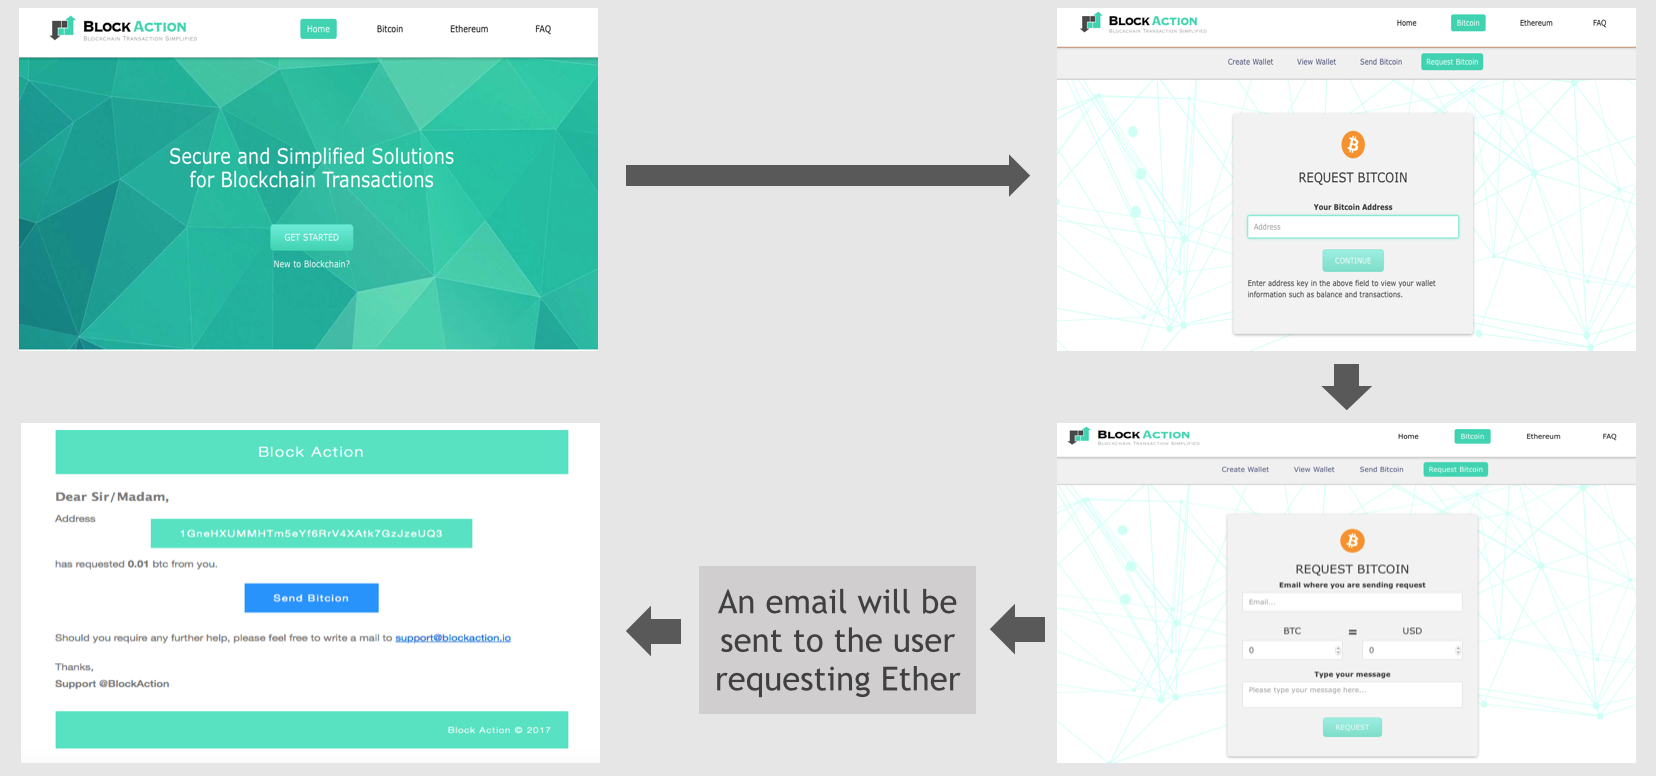 BLOCK ACTION
BLOCKCHAIN TRANSACTION SIMPLIFIED
Home Bitcoin Ethereum FAQ
Secure and Simplified Solutions
for Blockchain Transactions
GET STARTED
New to Blockchain?
BLOCK ACTION
BLOCKCHAIN TRANSACTION SIMPLIFIED
Home Bitcoin Ethereum FAQ
Create Wallet View Wallet Send Bitcoin Request Bitcoin
REQUEST BITCOIN
Your Bitcoin Address
Address
CONTINUE
Enter address key in the above field to view your wallet
information such as balance and transactions.
BLOCK ACTION
BLOCKCHAIN TRANSACTION SIMPLIFIED
Home Bitcoin Ethereum FAQ
Create Wallet View Wallet Send Bitcoin Request Bitcoin
REQUEST BITCOIN
Email where you are sending request
Email...
BTC = USD
0 0
Type your message
Please type your message here...
REQUEST
An email will be
sent to the user
requesting Ether
Block Action
Dear Sir/Madam,
Address
1GneHXUMMHTm5eYf6RrV4XAtk7GzJzeUQ3
has requested 0.01 btc from you.
Send Bitcion
Should you require any further help, please feel free to write a mail to support@blockaction.io
Thanks,
Support @BlockAction
Block Action © 2017